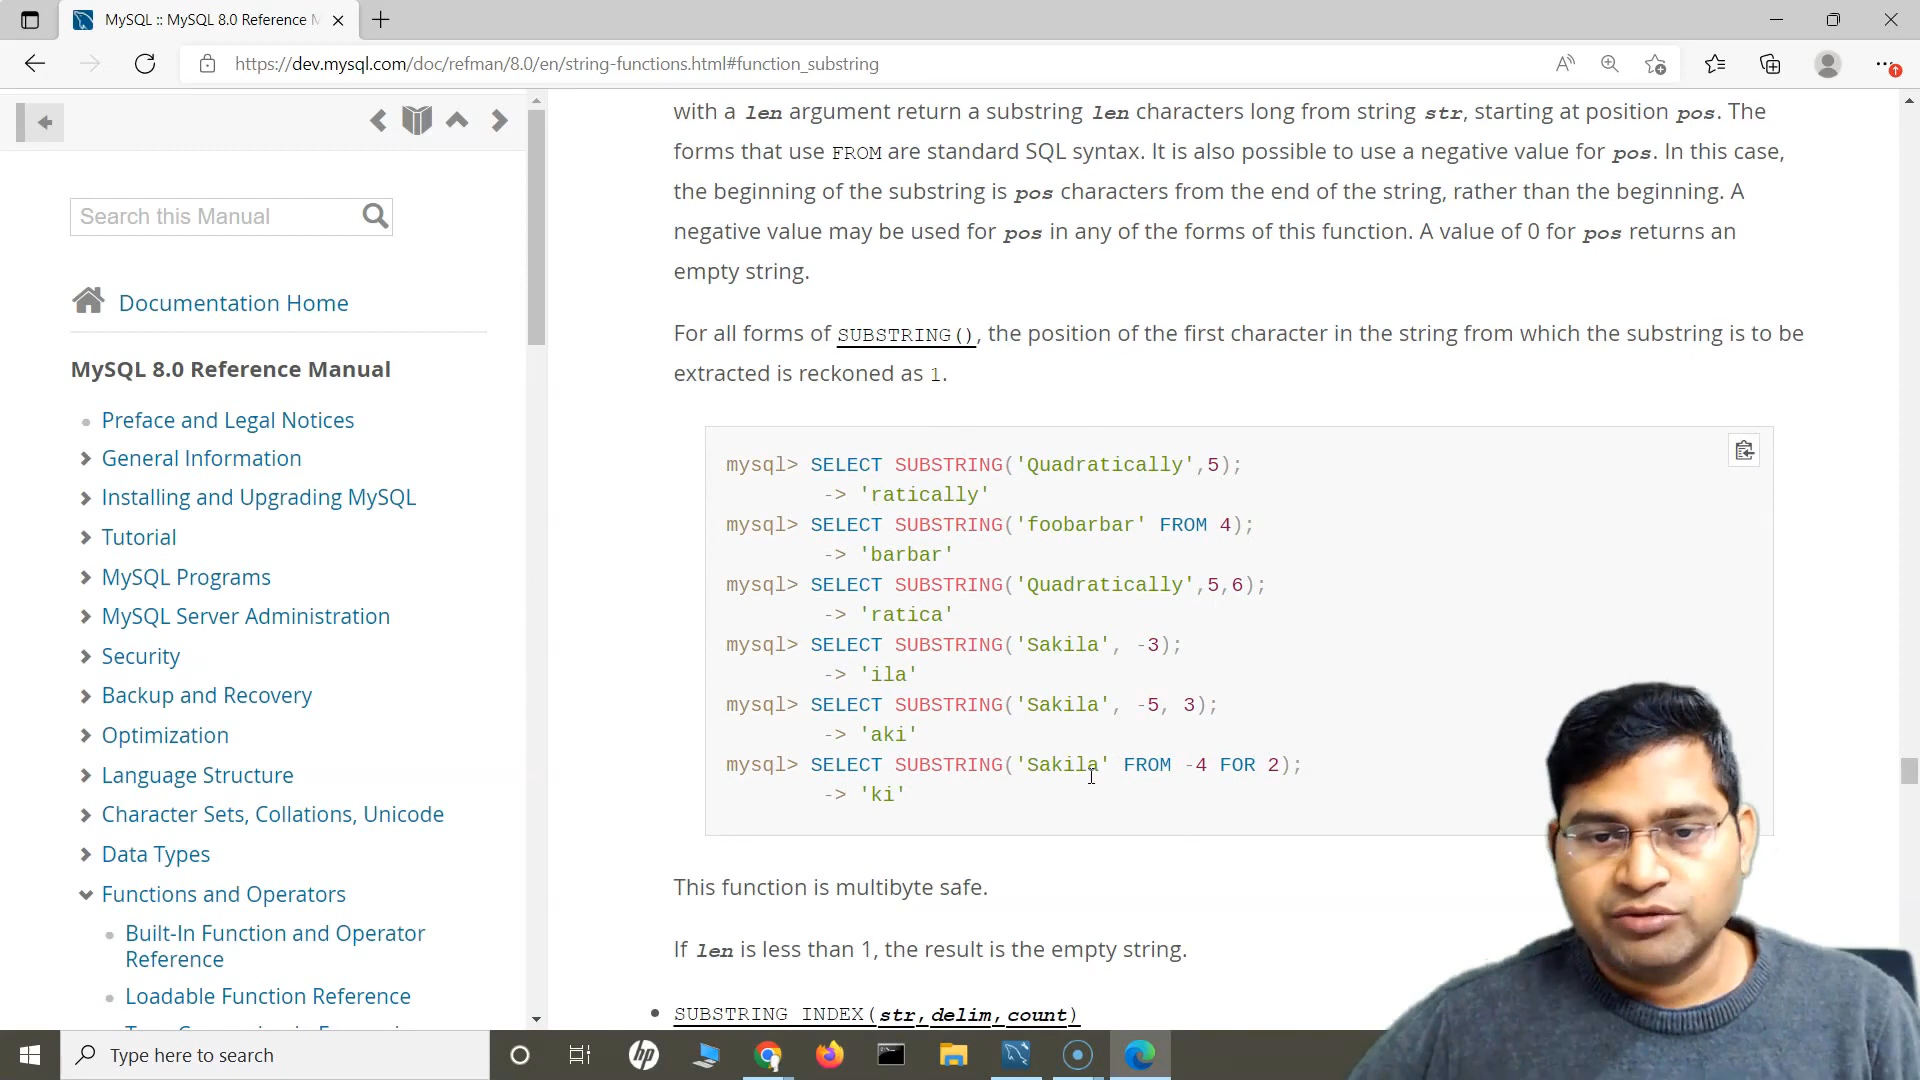 MySQL :: MySQL 8.0 Reference M
https://dev.mysql.com/doc/refman/8.0/en/string-functions.html#function_substring
Search this Manual
Documentation Home
MySQL 8.0 Reference Manual
Preface and Legal Notices
General Information
Installing and Upgrading MySQL
Tutorial
MySQL Programs
MySQL Server Administration
Security
Backup and Recovery
Optimization
Language Structure
Character Sets, Collations, Unicode
Data Types
Functions and Operators
Built-In Function and Operator
Reference
Loadable Function Reference
with a len argument return a substring len characters long from string str, starting at position pos. The
forms that use FROM are standard SQL syntax. It is also possible to use a negative value for pos. In this case,
the beginning of the substring is pos characters from the end of the string, rather than the beginning. A
negative value may be used for pos in any of the forms of this function. A value of 0 for pos returns an
empty string.
For all forms of SUBSTRING(), the position of the first character in the string from which the substring is to be
extracted is reckoned as 1.
mysql> SELECT SUBSTRING('Quadratically',5);
-> 'ratically'
mysql> SELECT SUBSTRING('foobarbar' FROM 4);
-> 'barbar'
mysql> SELECT SUBSTRING('Quadratically',5,6);
-> 'ratica'
mysql> SELECT SUBSTRING('Sakila', -3);
-> 'ila'
mysql> SELECT SUBSTRING('Sakila', -5, 3);
-> 'aki'
mysql> SELECT SUBSTRING('Sakila' FROM -4 FOR 2);
-> 'ki'
This function is multibyte safe.
If len is less than 1, the result is the empty string.
SUBSTRING_INDEX(str,delim,count)
Type here to search